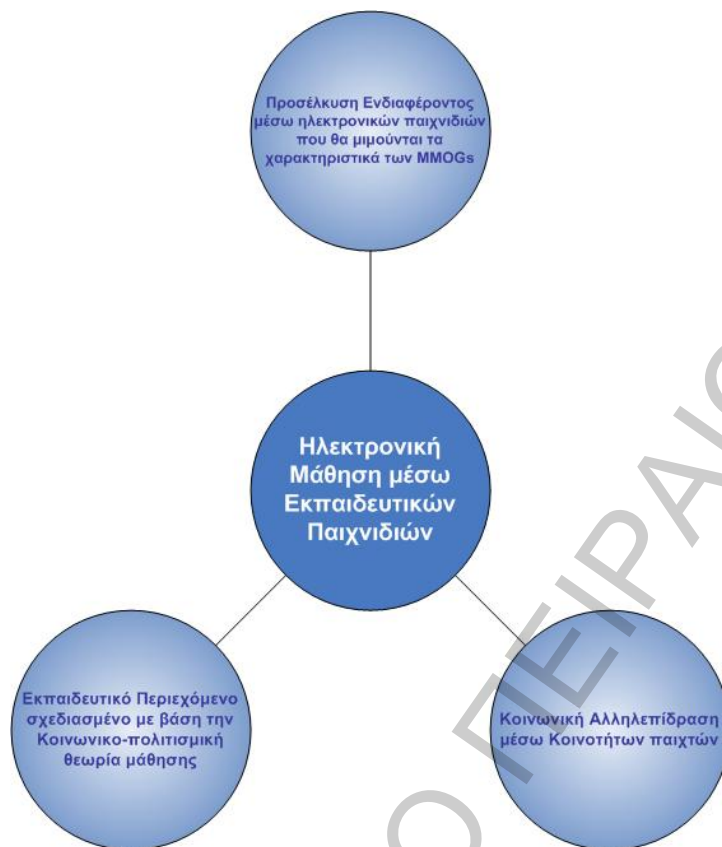 Προσέλκυση Ενδιαφέροντος
μέσω ηλεκτρονικών παιχνιδιών
που θα μιμούνται τα
χαρακτηριστικά των MMOGs
Ηλεκτρονική
Μάθηση μέσω
Εκπαιδευτικών
Παιχνιδιών
Εκπαιδευτικό Περιεχόμενο
σχεδιασμένο με βάση την
Κοινωνικο-πολιτισμική
θεωρία μάθησης
Κοινωνική Αλληλεπίδραση
μέσω Κοινοτήτων παιχτών